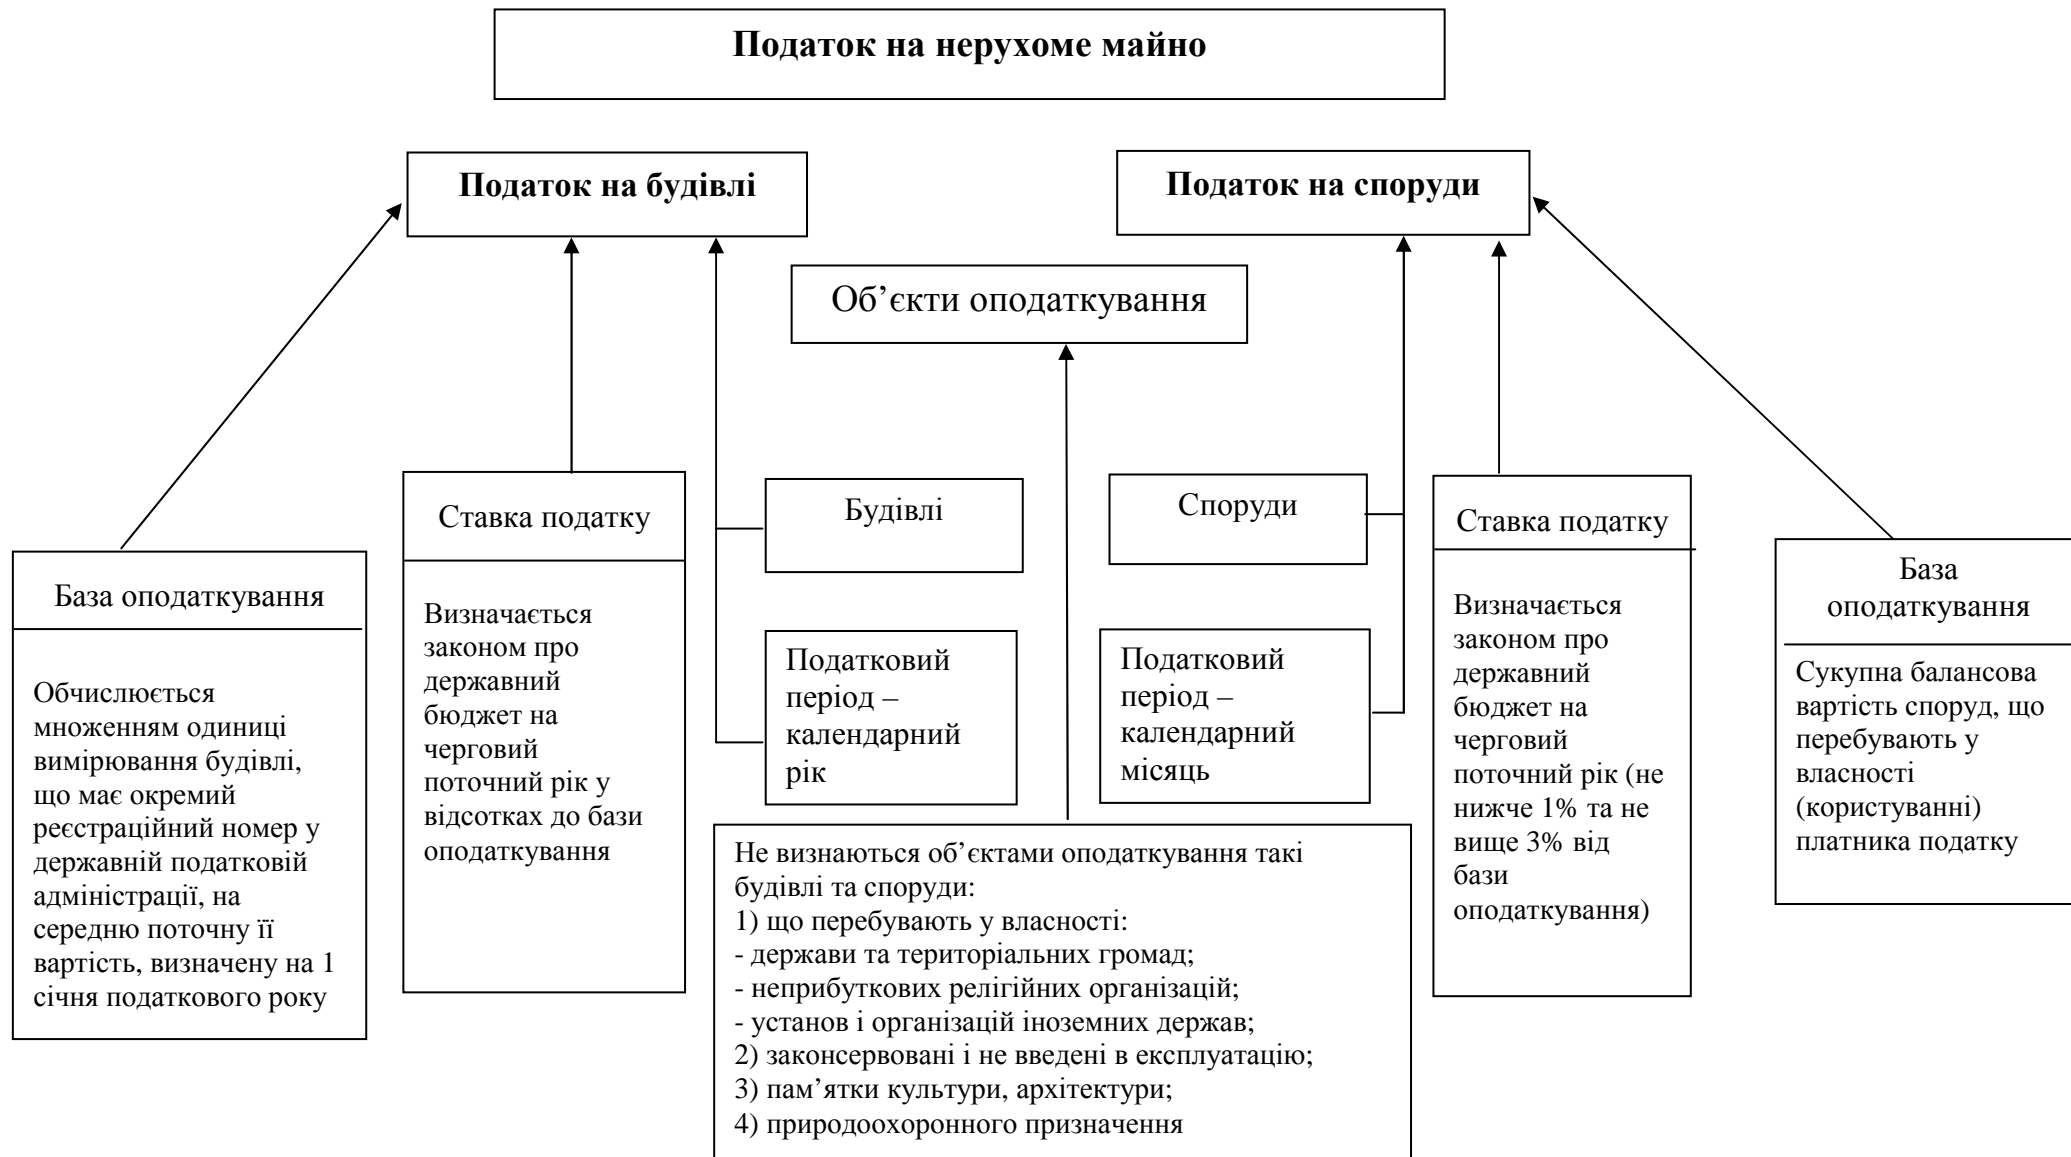 Податок на нерухоме майно
Податок на будівлі
Податок на споруди
Об’єкти оподаткування
База оподаткування
Обчислюється
множенням одиниці
вимірювання будівлі,
що має окремий
реєстраційний номер у
державній податковій
адміністрації, на
середню поточну її
вартість, визначену на 1
січня податкового року
Ставка податку
Визначається
законом про
державний
бюджет на
черговий
поточний рік у
відсотках до бази
оподаткування
Будівлі
Податковий
період –
календарний
рік
Споруди
Податковий
період –
календарний
місяць
Ставка податку
Визначається
законом про
державний
бюджет на
черговий
поточний рік (не
нижче 1% та не
вище 3% від
бази
оподаткування)
База
оподаткування
Сукупна балансова
вартість споруд, що
перебувають у
власності
(користуванні)
платника податку
Не визнаються об’єктами оподаткування такі
будівлі та споруди:
1) що перебувають у власності:
- держави та територіальних громад;
- неприбуткових релігійних організацій;
- установ і організацій іноземних держав;
2) законсервовані і не введені в експлуатацію;
3) пам’ятки культури, архітектури;
4) природоохоронного призначення